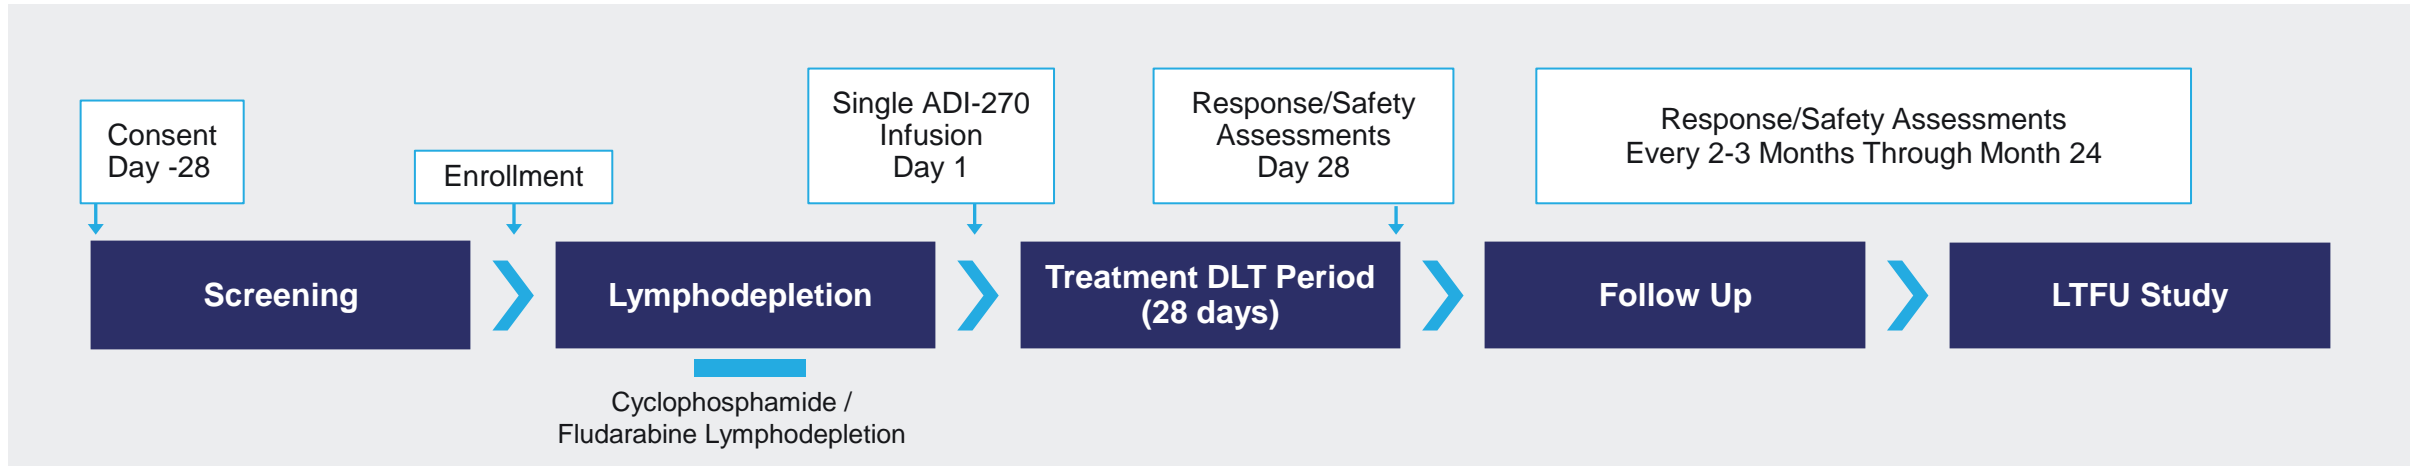 Consent
Day -28
Enrollment
Single ADI-270
Infusion
Day 1
Response/Safety
Assessments
Day 28
Response/Safety Assessments
Every 2-3 Months Through Month 24
Screening
Lymphodepletion
Treatment DLT Period
(28 days)
Follow Up
LTFU Study
Cyclophosphamide /
Fludarabine Lymphodepletion